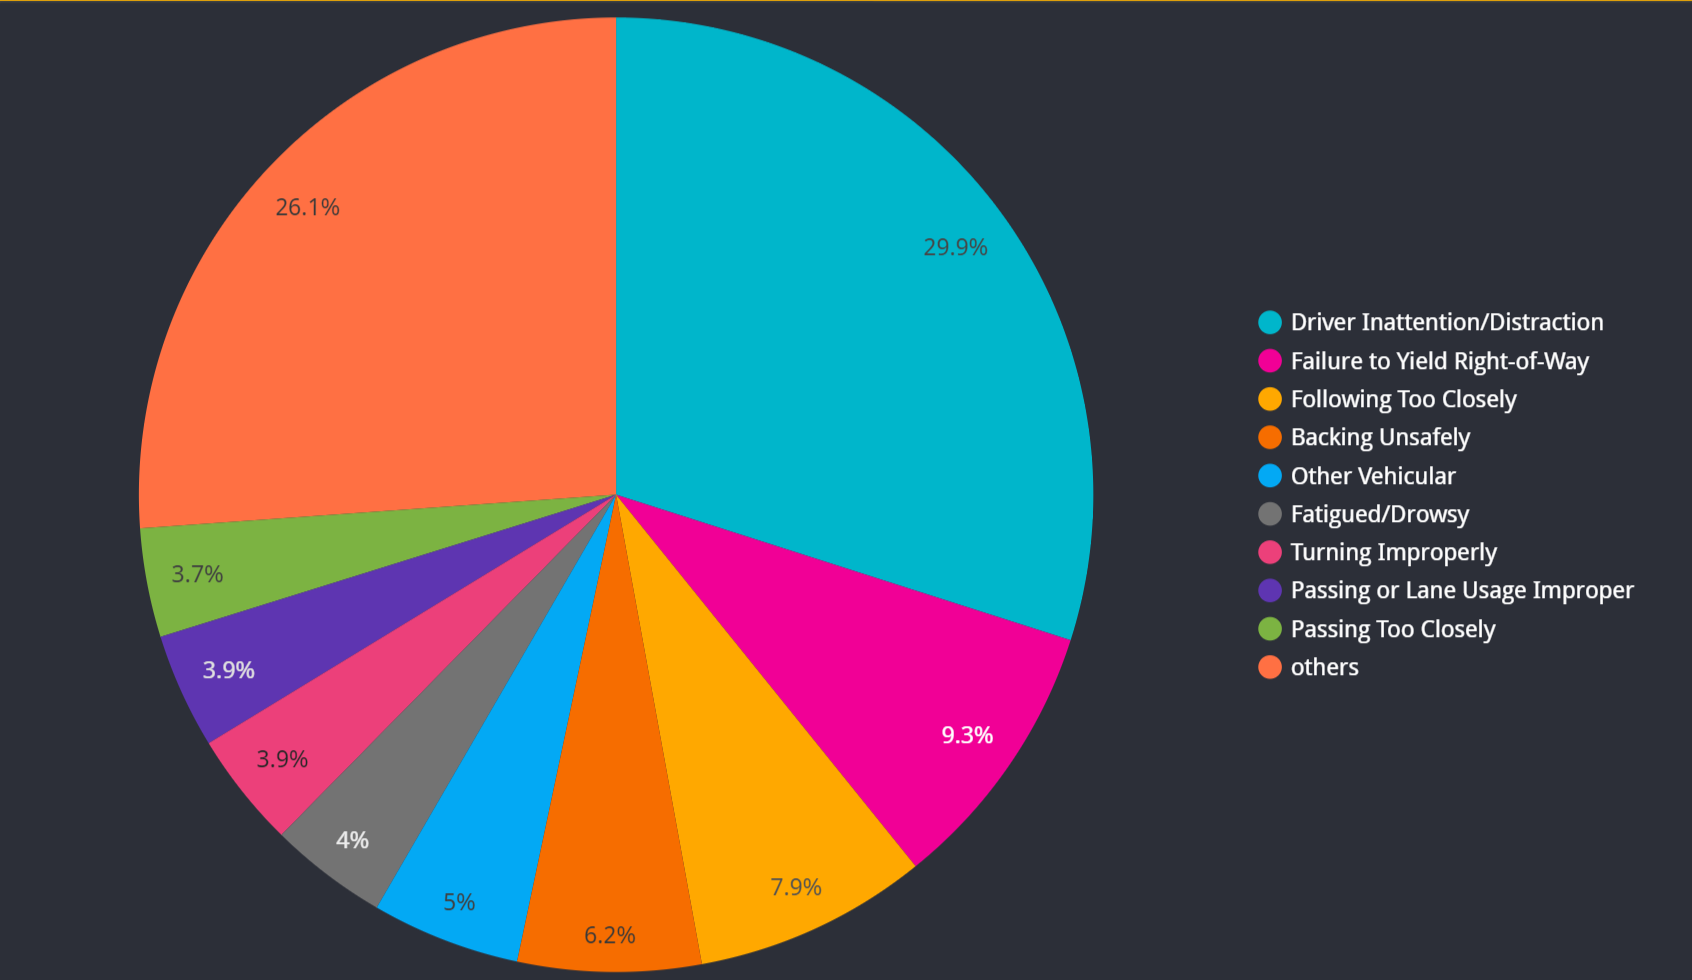 26.1%
29.9%
3.7%
3.9%
3.9%
4%
5%
6.2%
7.9%
9.3%
Driver Inattention/Distraction
Failure to Yield Right-of-Way
Following Too Closely
Backing Unsafely
Other Vehicular
Fatigued/Drowsy
Turning Improperly
Passing or Lane Usage Improper
Passing Too Closely
others